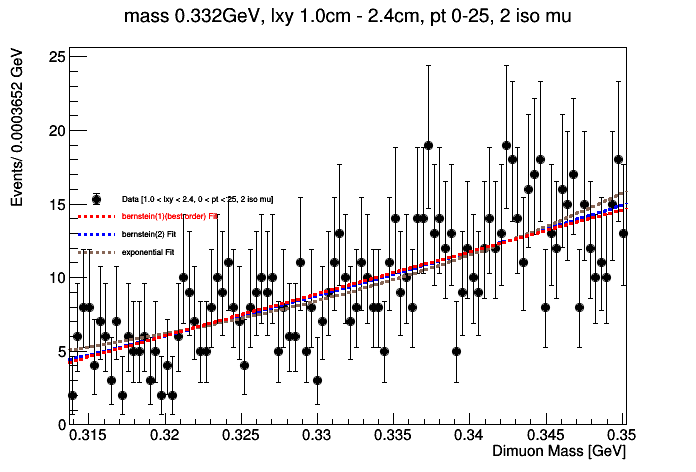 mass 0.332GeV, lxy 1.0cm - 2.4cm, pt 0-25, 2 iso mu
Events/ 0.0003652 GeV
25
20
15
10
5
0
Data [1.0 < lxy < 2.4, 0 < pt < 25, 2 iso mu]
bernstein(1)(best order) Fit
bernstein(2) Fit
exponential Fit
0.315 0.32 0.325 0.33 0.335 0.34 0.345 0.35
Dimuon Mass [GeV]